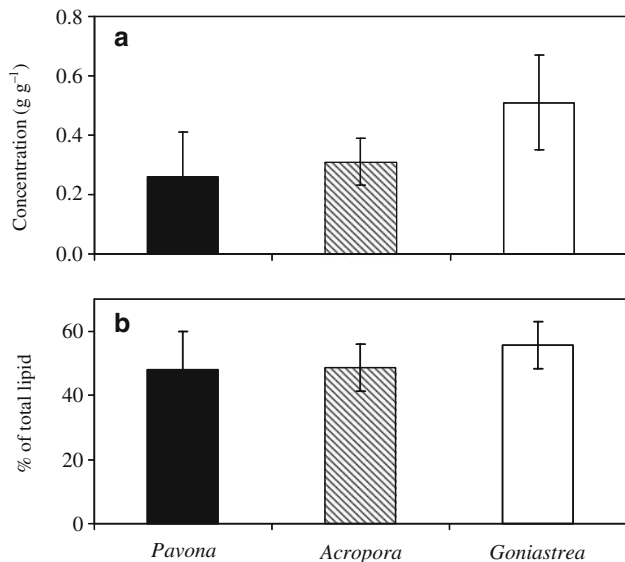 a
Concentration (g g⁻¹)
0.8
0.6
0.4
0.2
0.0
b
% of total lipid
60
40
20
0
Pavona
Acropora
Goniastrea